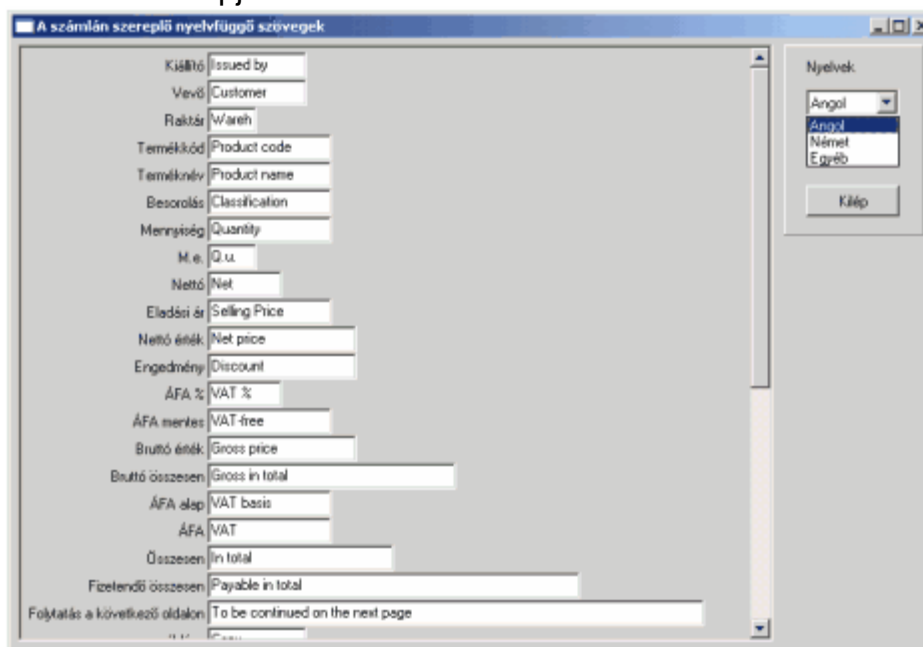 A számlán szereplő nyelvfüggő szövegek
Kiállító Issued by
Vevő Customer
Raktár Wareh
Termékkód Product code
Terméknév Product name
Besorolás Classification
Mennyiség Quantity
M.e. Q.u.
Nettó Net
Eladási ár Selling Price
Nettó érték Net price
Engedmény Discount
ÁFA % VAT %
ÁFA mentes VAT-free
Bruttó érték Gross price
Bruttó összesen Gross in total
ÁFA alap VAT basis
ÁFA VAT
Összesen In total
Fizetendő összesen Payable in total
Folytatás a következő oldalon To be continued on the next page
Nyelvek
Angol
Angol
Német
Egyéb
Kilép